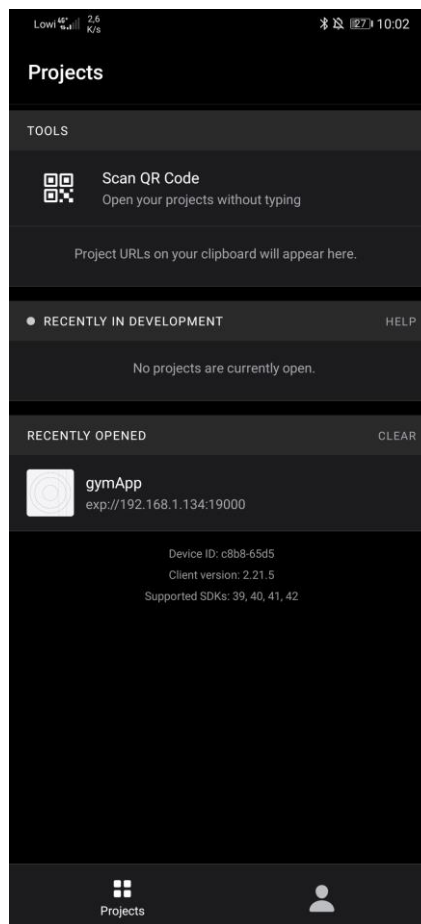 Lowi 2,6 27 10:02
K/s
Projects
TOOLS
Scan QR Code
Open your projects without typing
Project URLs on your clipboard will appear here.
RECENTLY IN DEVELOPMENT HELP
No projects are currently open.
RECENTLY OPENED CLEAR
gymApp
exp://192.168.1.134:19000
Device ID: c8b8-65d5
Client version: 2.21.5
Supported SDKs: 39, 40, 41, 42
Projects